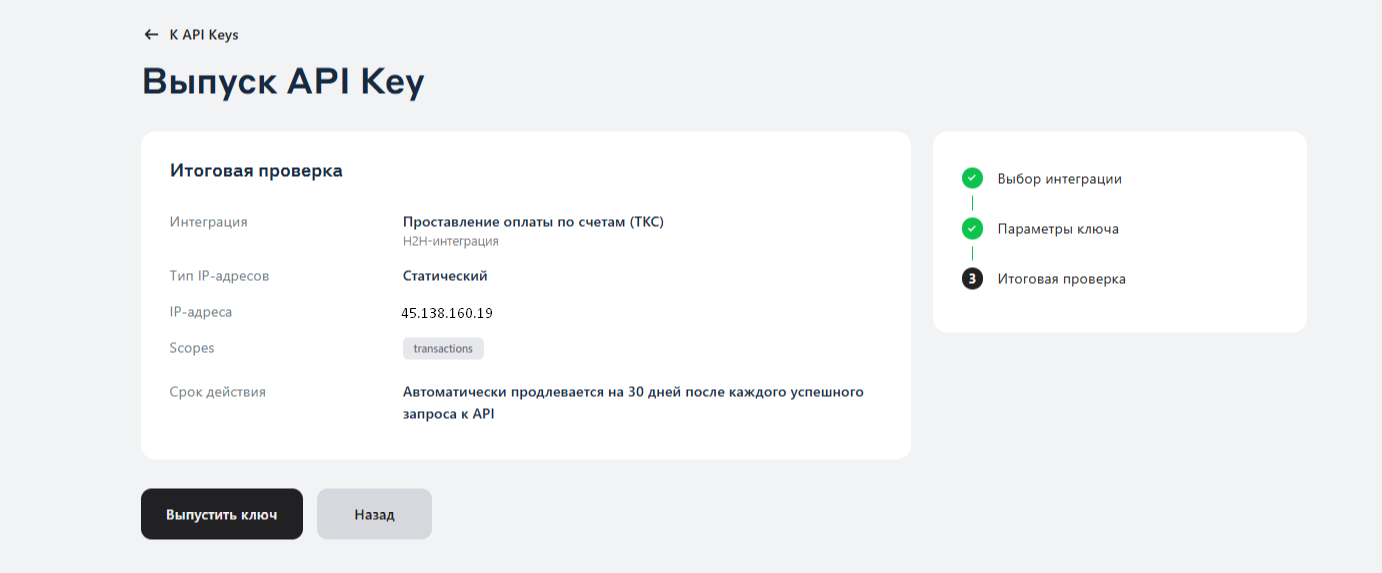 К API Keys
Выпуск API Key
Итоговая проверка
Интеграция
Проставление оплаты по счетам (ТКС)
H2H-интеграция
Тип IP-адресов
Статический
IP-адреса
45.138.160.19
Scopes
transactions
Срок действия
Автоматически продлевается на 30 дней после каждого успешного
запроса к API
Выпустить ключ
Назад
Выбор интеграции
Параметры ключа
3 Итоговая проверка